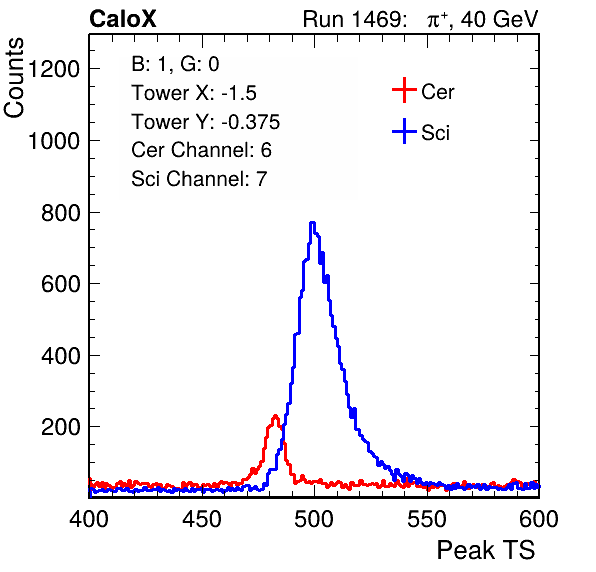 CaloX Run 1469: π⁺, 40 GeV
Counts
B: 1, G: 0
Tower X: -1.5
Tower Y: -0.375
Cer Channel: 6
Sci Channel: 7
Cer
Sci
1200
1000
800
600
400
200
400 450 500 550 600
Peak TS